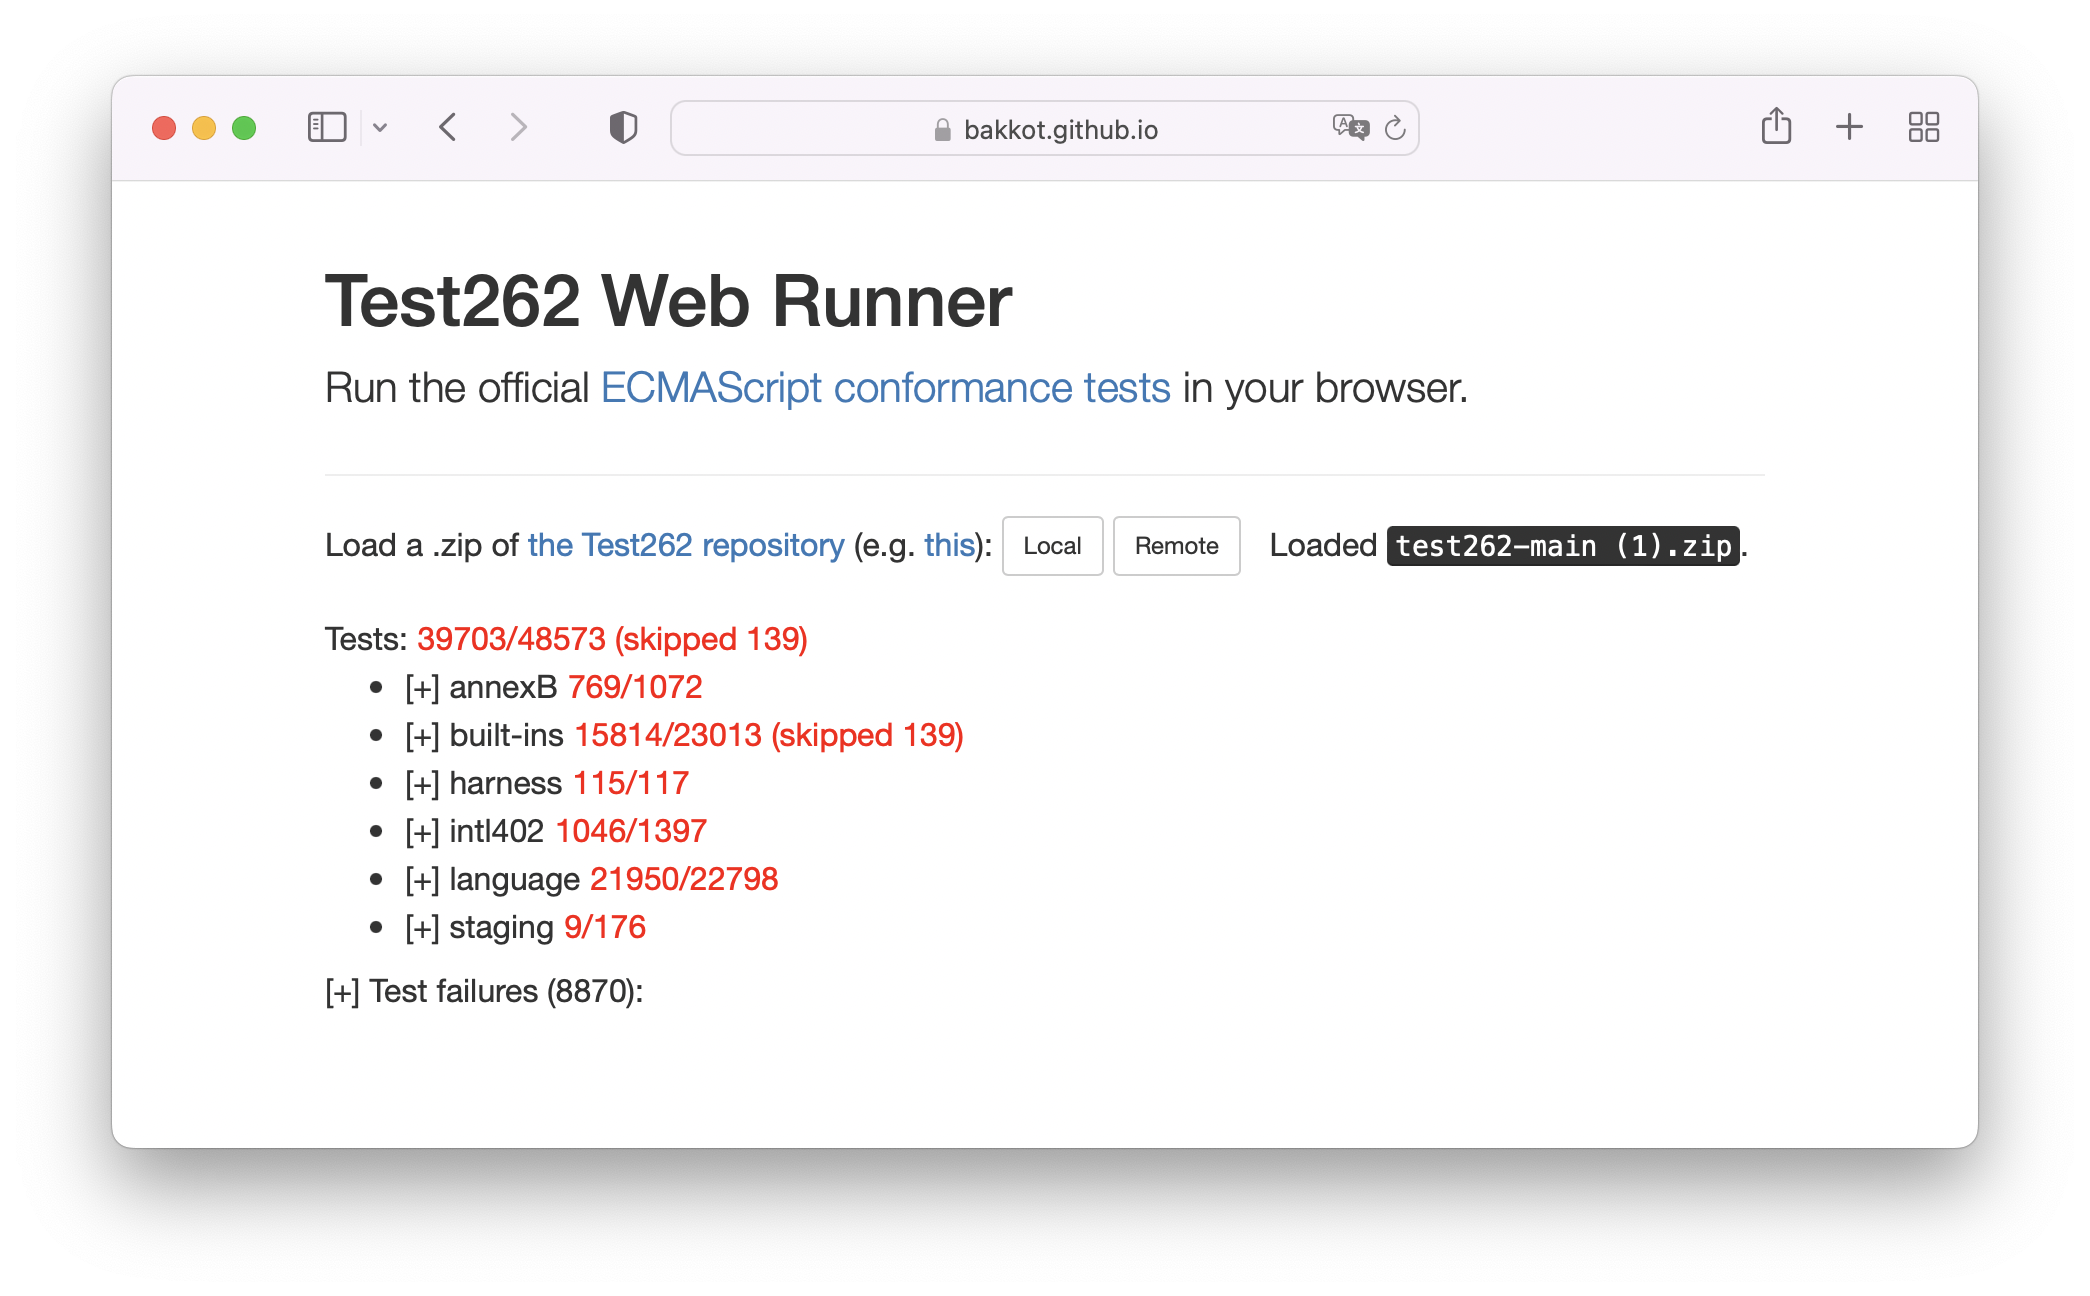 bakkot.github.io
Test262 Web Runner
Run the official ECMAScript conformance tests in your browser.
Load a .zip of the Test262 repository (e.g. this): Local Remote Loaded test262-main (1).zip.
Tests: 39703/48573 (skipped 139)
[+] annexB 769/1072
[+] built-ins 15814/23013 (skipped 139)
[+] harness 115/117
[+] intl402 1046/1397
[+] language 21950/22798
[+] staging 9/176
[+] Test failures (8870):